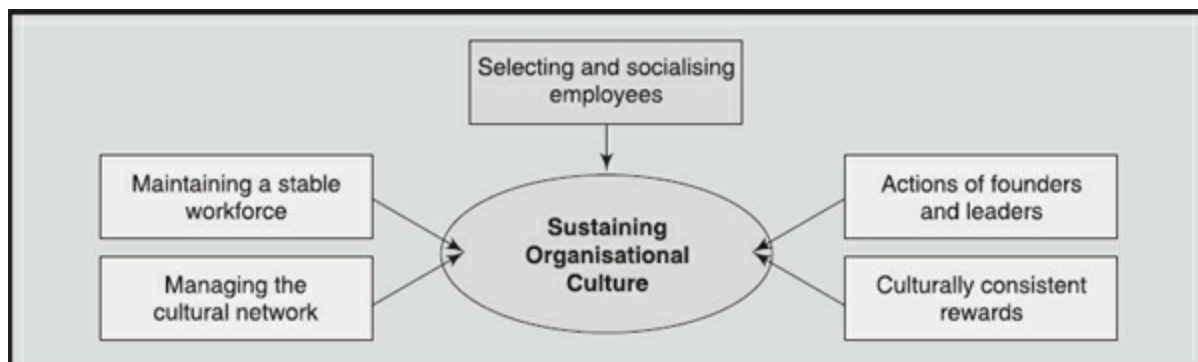 Selecting and socialising
employees
Maintaining a stable
workforce
Actions of founders
and leaders
Sustaining
Organisational
Culture
Managing the
cultural network
Culturally consistent
rewards